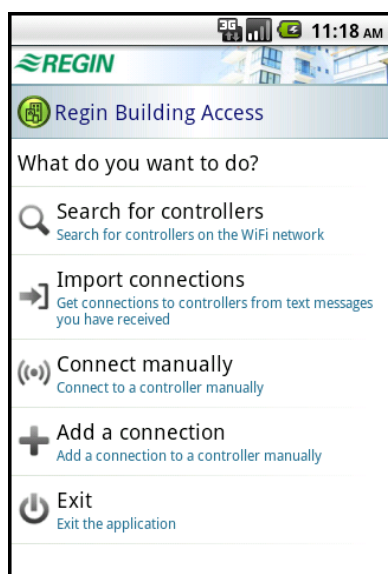 3G 11:18 AM
REGIN
Regin Building Access
What do you want to do?
Search for controllers
Search for controllers on the WiFi network
Import connections
Get connections to controllers from text messages
you have received
Connect manually
Connect to a controller manually
Add a connection
Add a connection to a controller manually
Exit
Exit the application